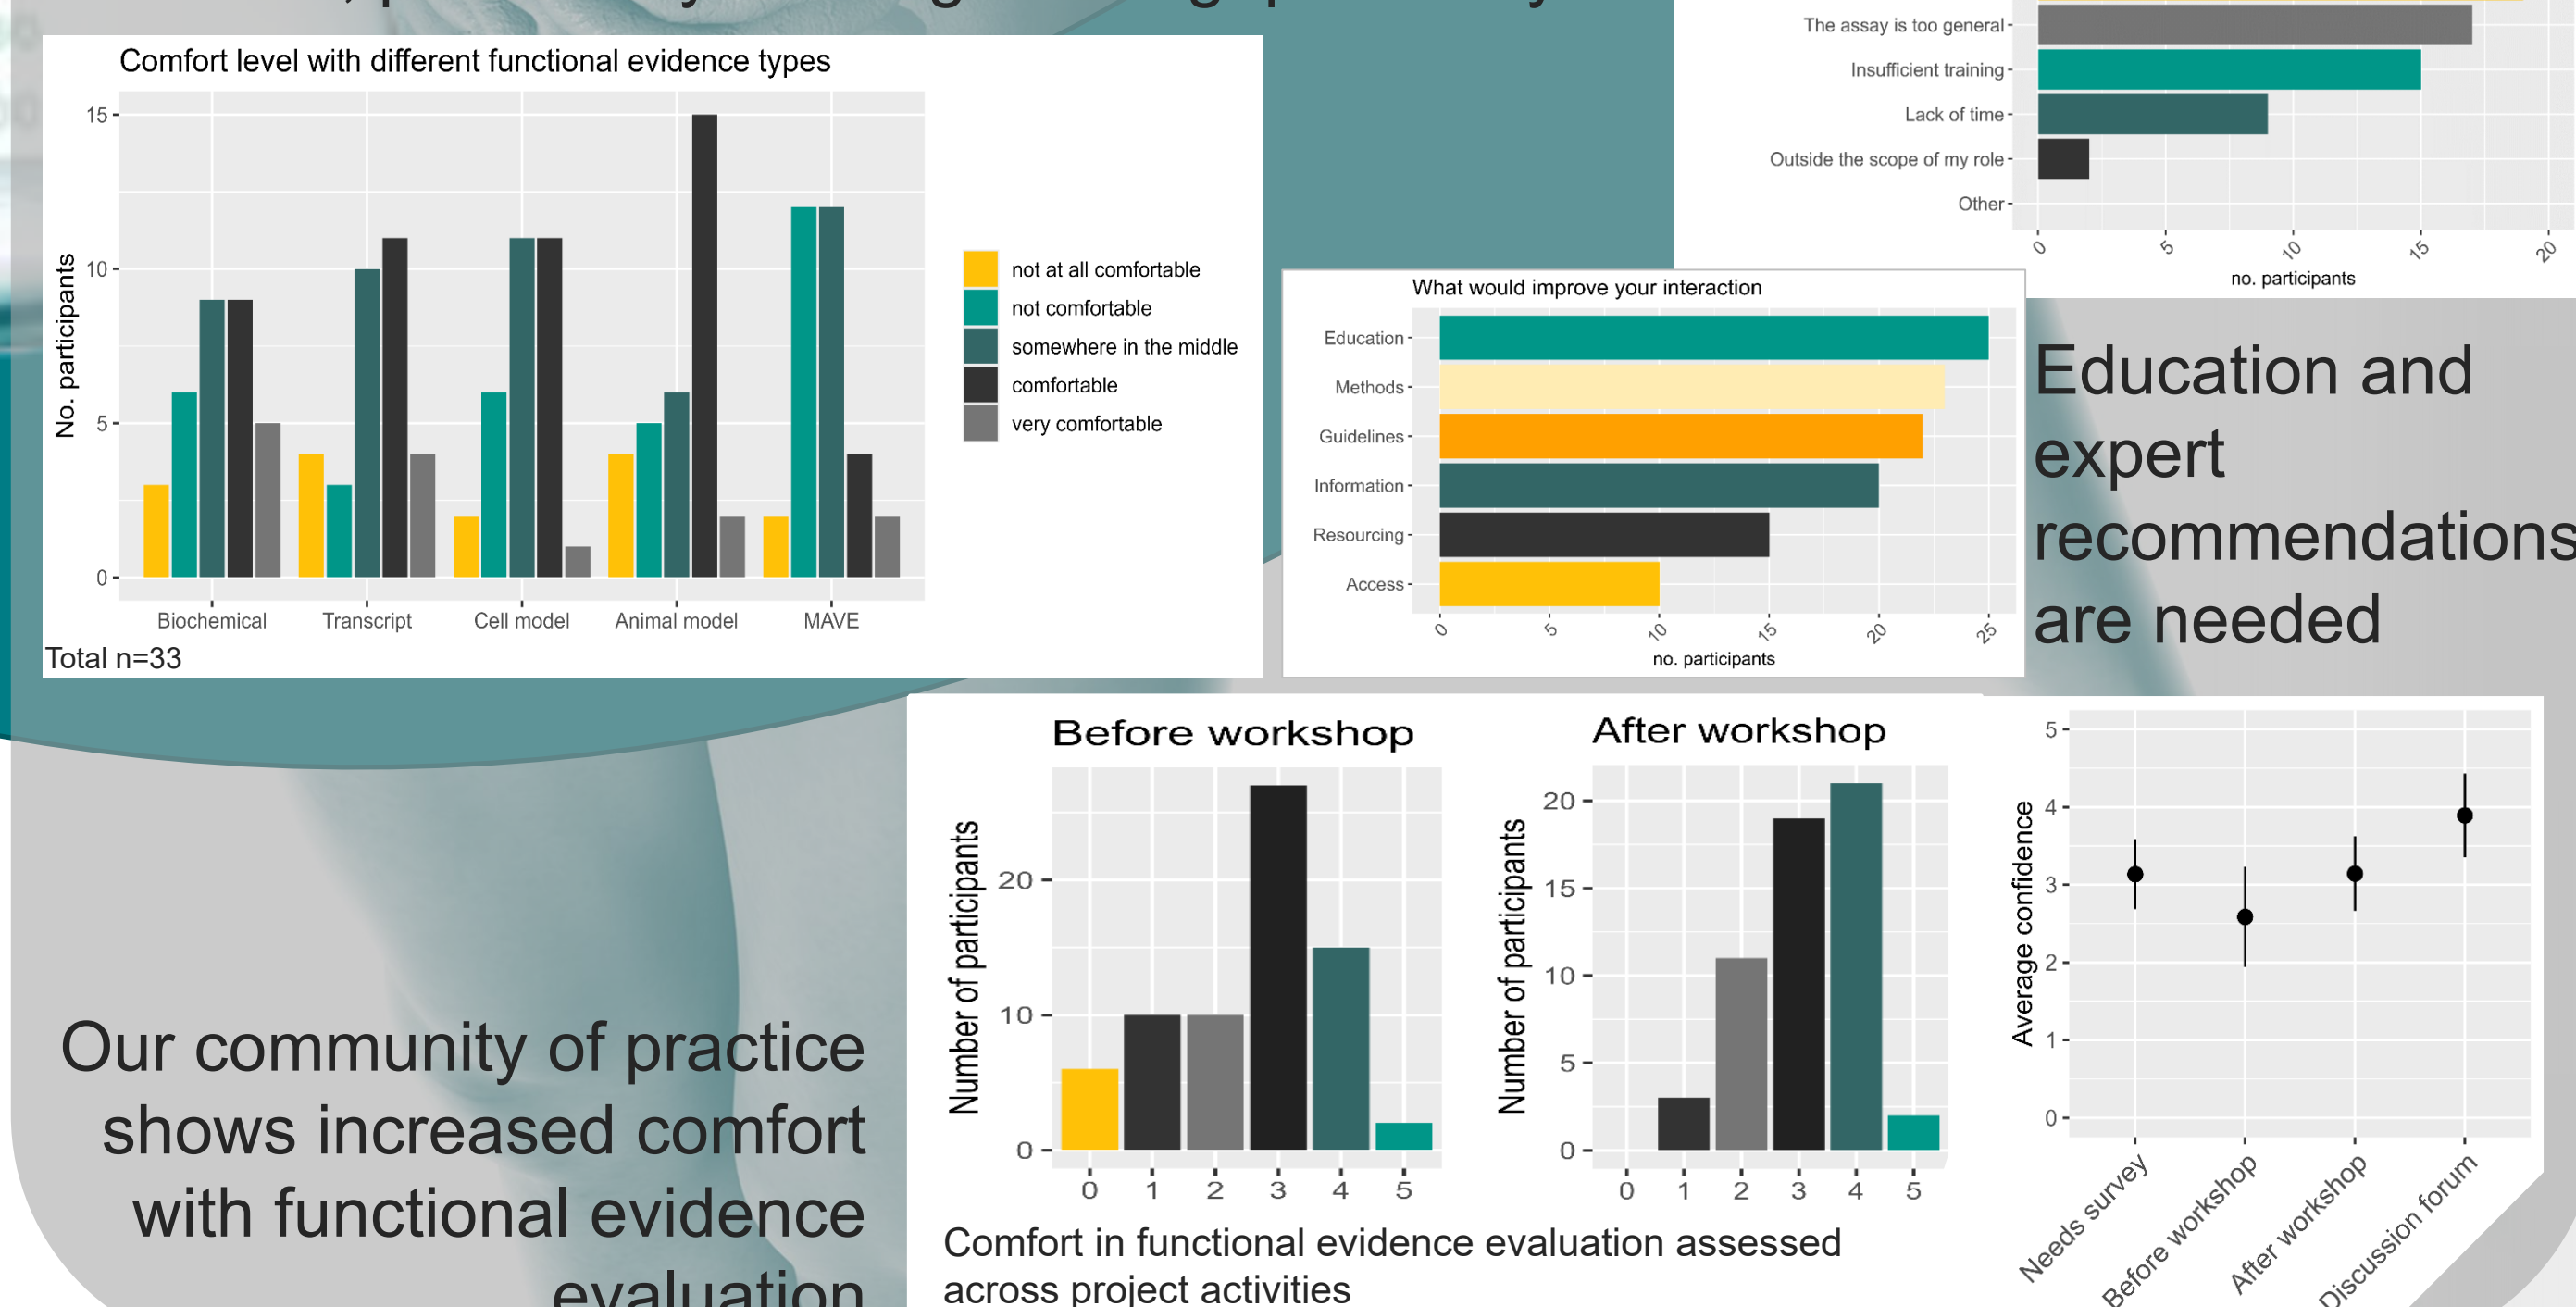 Comfort level with different functional evidence types
No. participants
15
10
5
0
Biochemical
Transcript
Cell model
Animal model
MAVE
not at all comfortable
not comfortable
somewhere in the middle
comfortable
very comfortable
Total n=33
The assay is too general
Insufficient training
Lack of time
Outside the scope of my role
Other
0
5
10
15
20
no. participants
What would improve your interaction
Education
Methods
Guidelines
Information
Resourcing
Access
0
5
10
15
20
25
no. participants
Education and
expert
recommendations
are needed
Our community of practice
shows increased comfort
with functional evidence
evaluation
Before workshop
Number of participants
20
10
0
0
1
2
3
4
5
After workshop
Number of participants
20
15
10
5
0
0
1
2
3
4
5
Comfort in functional evidence evaluation assessed
across project activities
Average confidence
5
4
3
2
1
0
Needs survey
Before workshop
After workshop
Discussion forum